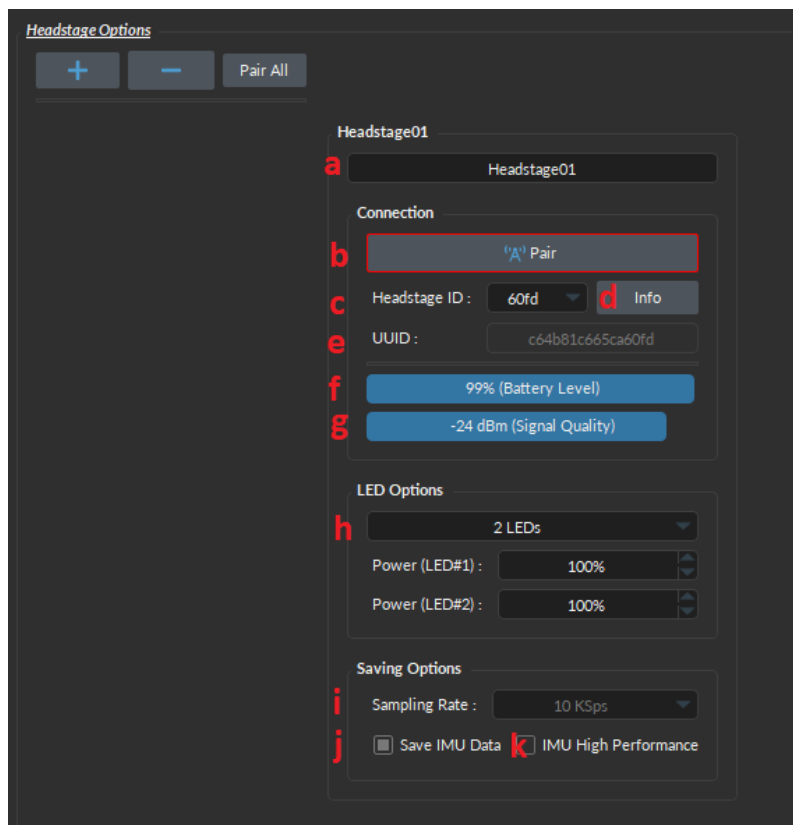 Headstage Options
+ − Pair All
Headstage01
a Headstage01
Connection
b ("A") Pair
c Headstage ID : 60fd d Info
e UUID : c64b81c665ca60fd
f 99% (Battery Level)
g -24 dBm (Signal Quality)
LED Options
h 2 LEDs
Power (LED#1) : 100%
Power (LED#2) : 100%
Saving Options
i Sampling Rate : 10 KSps
j Save IMU Data k IMU High Performance